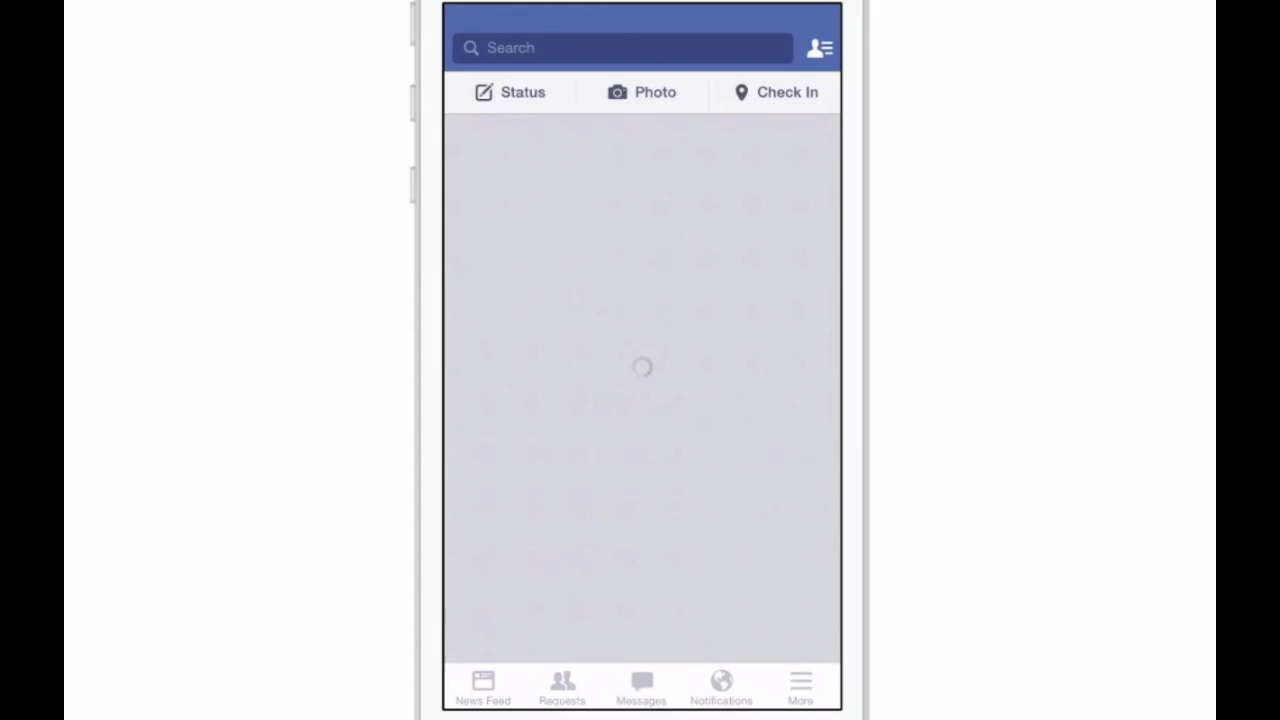 Search
Status
Photo
Check In
News Feed
Requests
Messages
Notifications
More